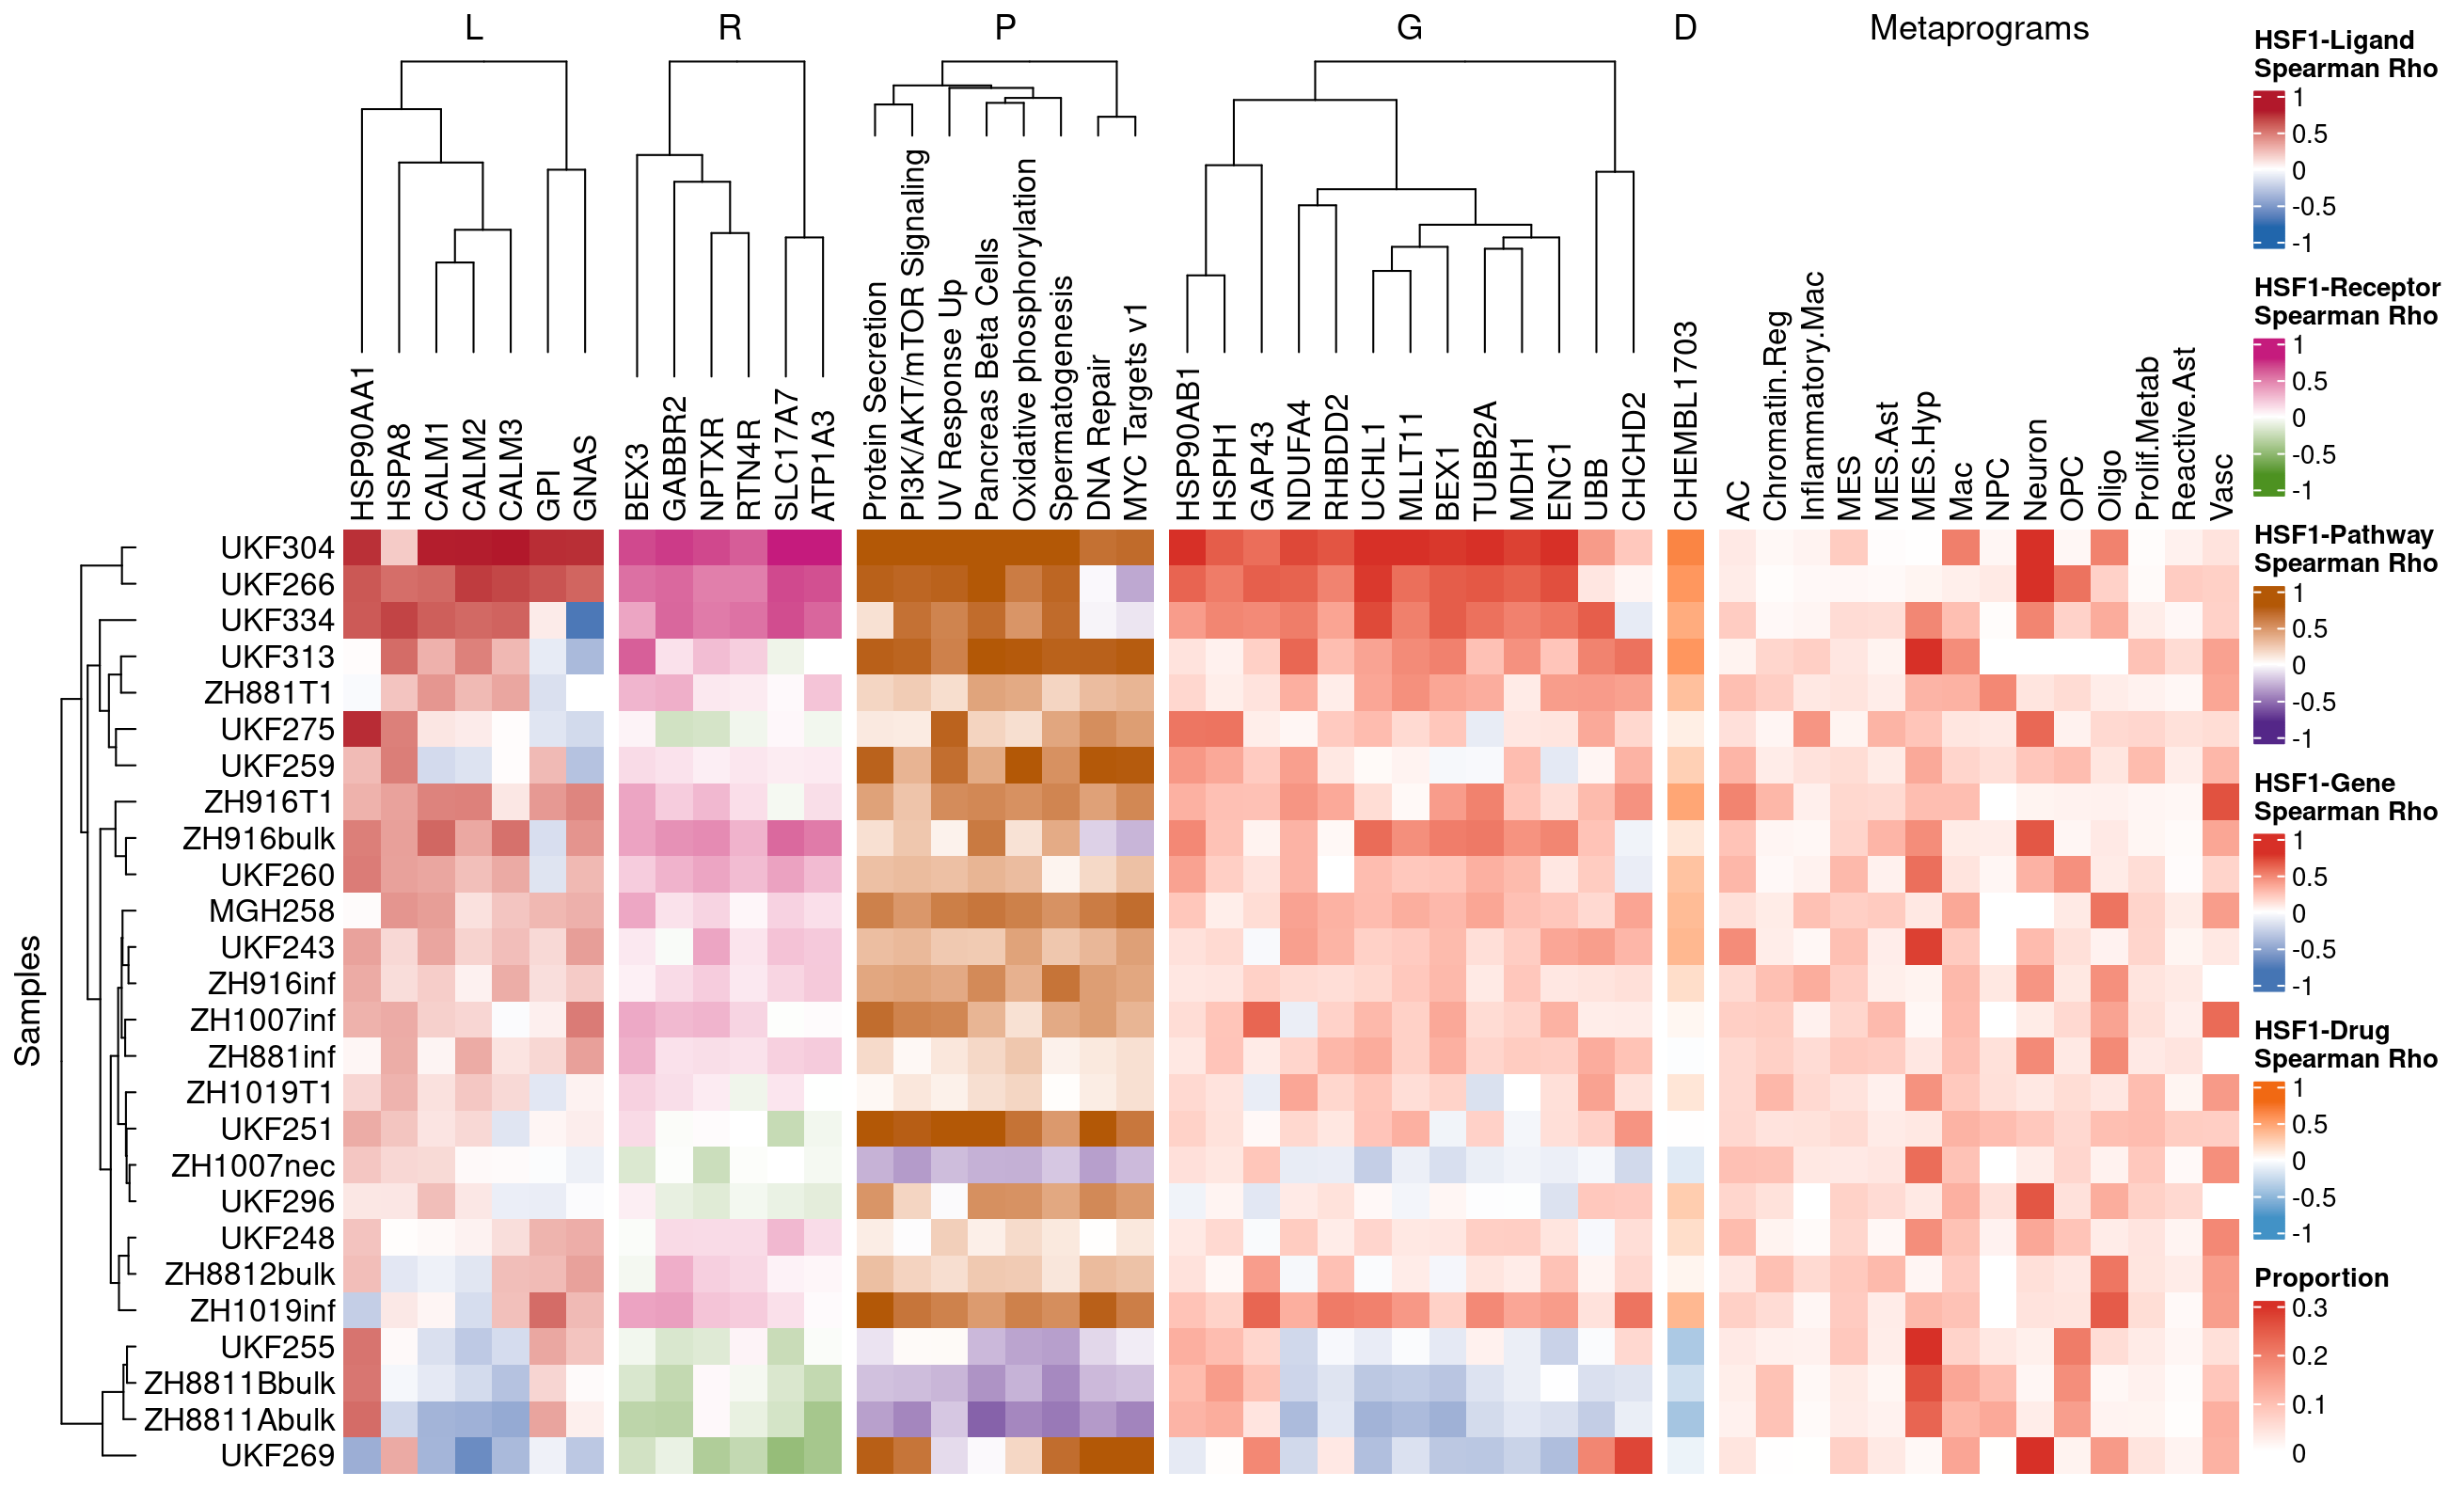 L
R
P
G
D
Metaprograms
HSP90AA1
HSPA8
CALM1
CALM2
CALM3
GPI
GNAS
BEX3
GABBR2
NPTXR
RTN4R
SLC17A7
ATP1A3
Protein Secretion
PI3K/AKT/mTOR Signaling
UV Response Up
Pancreas Beta Cells
Oxidative phosphorylation
Spermatogenesis
DNA Repair
MYC Targets v1
HSP90AB1
HSPH1
GAP43
NDUFA4
RHBDD2
UCHL1
MLLT11
BEX1
TUBB2A
MDH1
ENC1
UBB
CHCHD2
CHEMBL1703
AC
Chromatin.Reg
Inflammatory.Mac
MES
MES.Ast
MES.Hyp
Mac
NPC
Neuron
OPC
Oligo
Prolif.Metab
Reactive.Ast
Vasc
Samples
UKF304
UKF266
UKF334
UKF313
ZH881T1
UKF275
UKF259
ZH916T1
ZH916bulk
UKF260
MGH258
UKF243
ZH916inf
ZH1007inf
ZH881inf
ZH1019T1
UKF251
ZH1007nec
UKF296
UKF248
ZH8812bulk
ZH1019inf
UKF255
ZH8811Bbulk
ZH8811Abulk
UKF269
HSF1-Ligand
Spearman Rho
1
0.5
0
-0.5
-1
HSF1-Receptor
Spearman Rho
1
0.5
0
-0.5
-1
HSF1-Pathway
Spearman Rho
1
0.5
0
-0.5
-1
HSF1-Gene
Spearman Rho
1
0.5
0
-0.5
-1
HSF1-Drug
Spearman Rho
1
0.5
0
-0.5
-1
Proportion
0.3
0.2
0.1
0